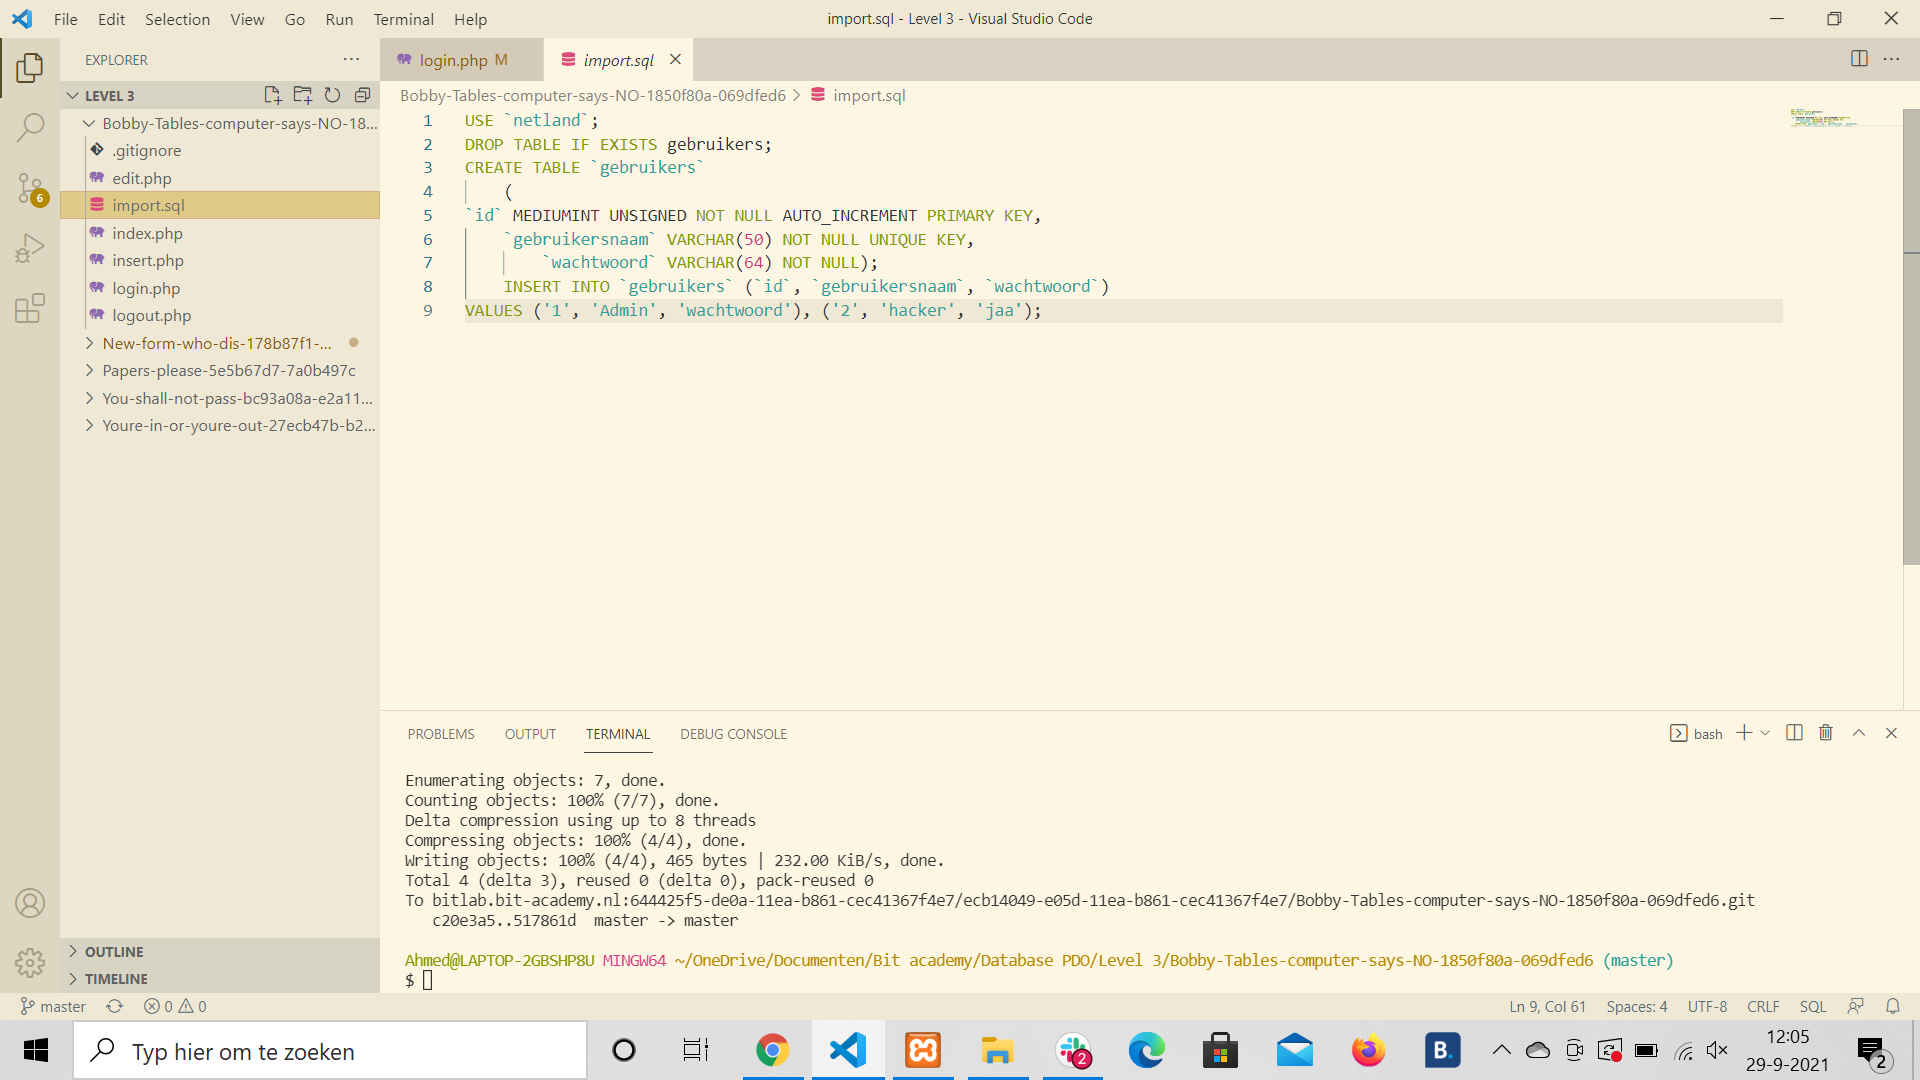 File Edit Selection View Go Run Terminal Help
import.sql - Level 3 - Visual Studio Code
EXPLORER
LEVEL 3
Bobby-Tables-computer-says-NO-18...
.gitignore
edit.php
import.sql
index.php
insert.php
login.php
logout.php
New-form-who-dis-178b87f1-...
Papers-please-5e5b67d7-7a0b497c
You-shall-not-pass-bc93a08a-e2a11...
Youre-in-or-youre-out-27ecb47b-b2...
6
OUTLINE
TIMELINE
login.php M
import.sql
Bobby-Tables-computer-says-NO-1850f80a-069dfed6 > import.sql
1 USE `netland`;
2 DROP TABLE IF EXISTS gebruikers;
3 CREATE TABLE `gebruikers`
4 (
5 `id` MEDIUMINT UNSIGNED NOT NULL AUTO_INCREMENT PRIMARY KEY,
6 `gebruikersnaam` VARCHAR(50) NOT NULL UNIQUE KEY,
7 `wachtwoord` VARCHAR(64) NOT NULL);
8 INSERT INTO `gebruikers` (`id`, `gebruikersnaam`, `wachtwoord`)
9 VALUES ('1', 'Admin', 'wachtwoord'), ('2', 'hacker', 'jaa');
PROBLEMS OUTPUT TERMINAL DEBUG CONSOLE
bash
Enumerating objects: 7, done.
Counting objects: 100% (7/7), done.
Delta compression using up to 8 threads
Compressing objects: 100% (4/4), done.
Writing objects: 100% (4/4), 465 bytes | 232.00 KiB/s, done.
Total 4 (delta 3), reused 0 (delta 0), pack-reused 0
To bitlab.bit-academy.nl:644425f5-de0a-11ea-b861-cec41367f4e7/ecb14049-e05d-11ea-b861-cec41367f4e7/Bobby-Tables-computer-says-NO-1850f80a-069dfed6.git
c20e3a5..517861d master -> master
Ahmed@LAPTOP-2GBSHP8U MINGW64 ~/OneDrive/Documenten/Bit academy/Database PDO/Level 3/Bobby-Tables-computer-says-NO-1850f80a-069dfed6 (master)
$
master 0 0
Ln 9, Col 61 Spaces: 4 UTF-8 CRLF SQL
Typ hier om te zoeken
2
B.
12:05
29-9-2021
2